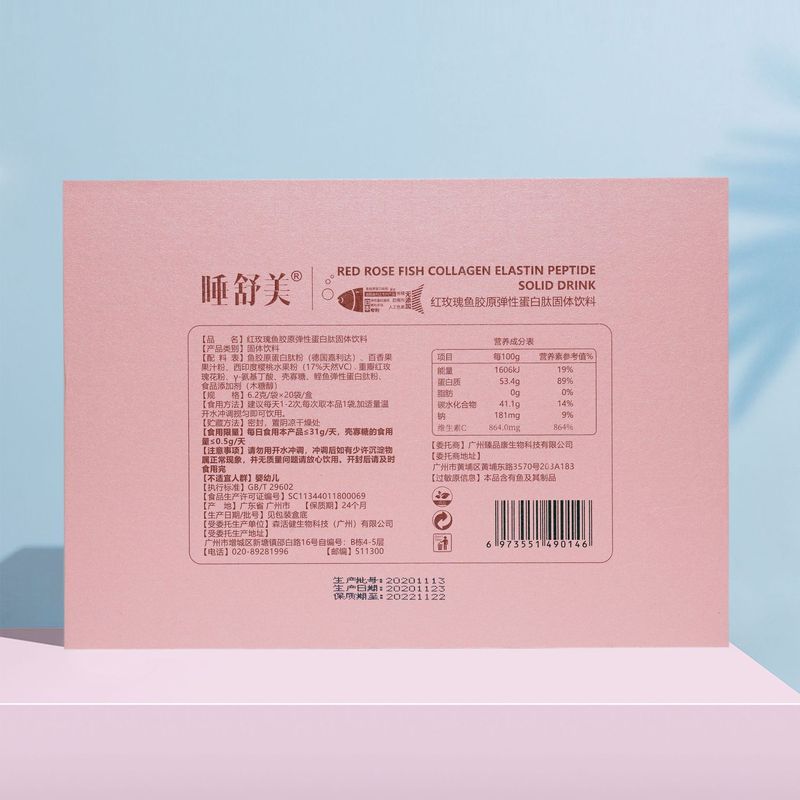 睡舒美®
RED ROSE FISH COLLAGEN ELASTIN PEPTIDE
SOLID DRINK
红玫瑰鱼胶原弹性蛋白肽固体饮料
【品 名】红玫瑰鱼胶原弹性蛋白肽固体饮料
【产品类别】固体饮料
【配 料 表】鱼胶原蛋白肽粉（德国嘉利达）、百香果
果汁粉、西印度樱桃水果粉（17%天然VC）、重瓣红玫
瑰花粉、γ-氨基丁酸、壳寡糖、鲣鱼弹性蛋白肽粉、
食品添加剂（木糖醇）
【规 格】6.2克/袋×20袋/盒
【食用方法】建议每天1-2次,每次取本品1袋,加适量温
开水冲调搅匀即可饮用。
【贮藏方法】密封，置阴凉干燥处
【食用限量】每日食用本产品≤31g/天，壳寡糖的食用
量≤0.5g/天
【注意事项】请勿用开水冲调，冲调后如有少许沉淀物
属正常现象，并无质量问题请放心饮用。开封后请及时
食用完
【不适宜人群】婴幼儿
【执行标准】GB/T 29602
【食品生产许可证编号】SC11344011800069
【产 地】广东省 广州市 【保质期】24个月
【生产日期/批号】见包装盒底
【受委托生产单位】森活健生物科技（广州）有限公司
【受委托生产地址】
广州市增城区新塘镇邵白路16号自编号：B栋4-5层
【电话】020-89281996 【邮编】511300
营养成分表
项目 每100g 营养素参考值%
能量 1606kJ 19%
蛋白质 53.4g 89%
脂肪 0g 0%
碳水化合物 41.1g 14%
钠 181mg 9%
维生素C 864.0mg 864%
【委托商】广州臻品康生物科技有限公司
【委托商地址】
广州市黄埔区黄埔东路3570号203A183
【过敏原信息】本品含有鱼及其制品
6 973551 490146
生产批号:20201113
生产日期:20201123
保质期至:20221122